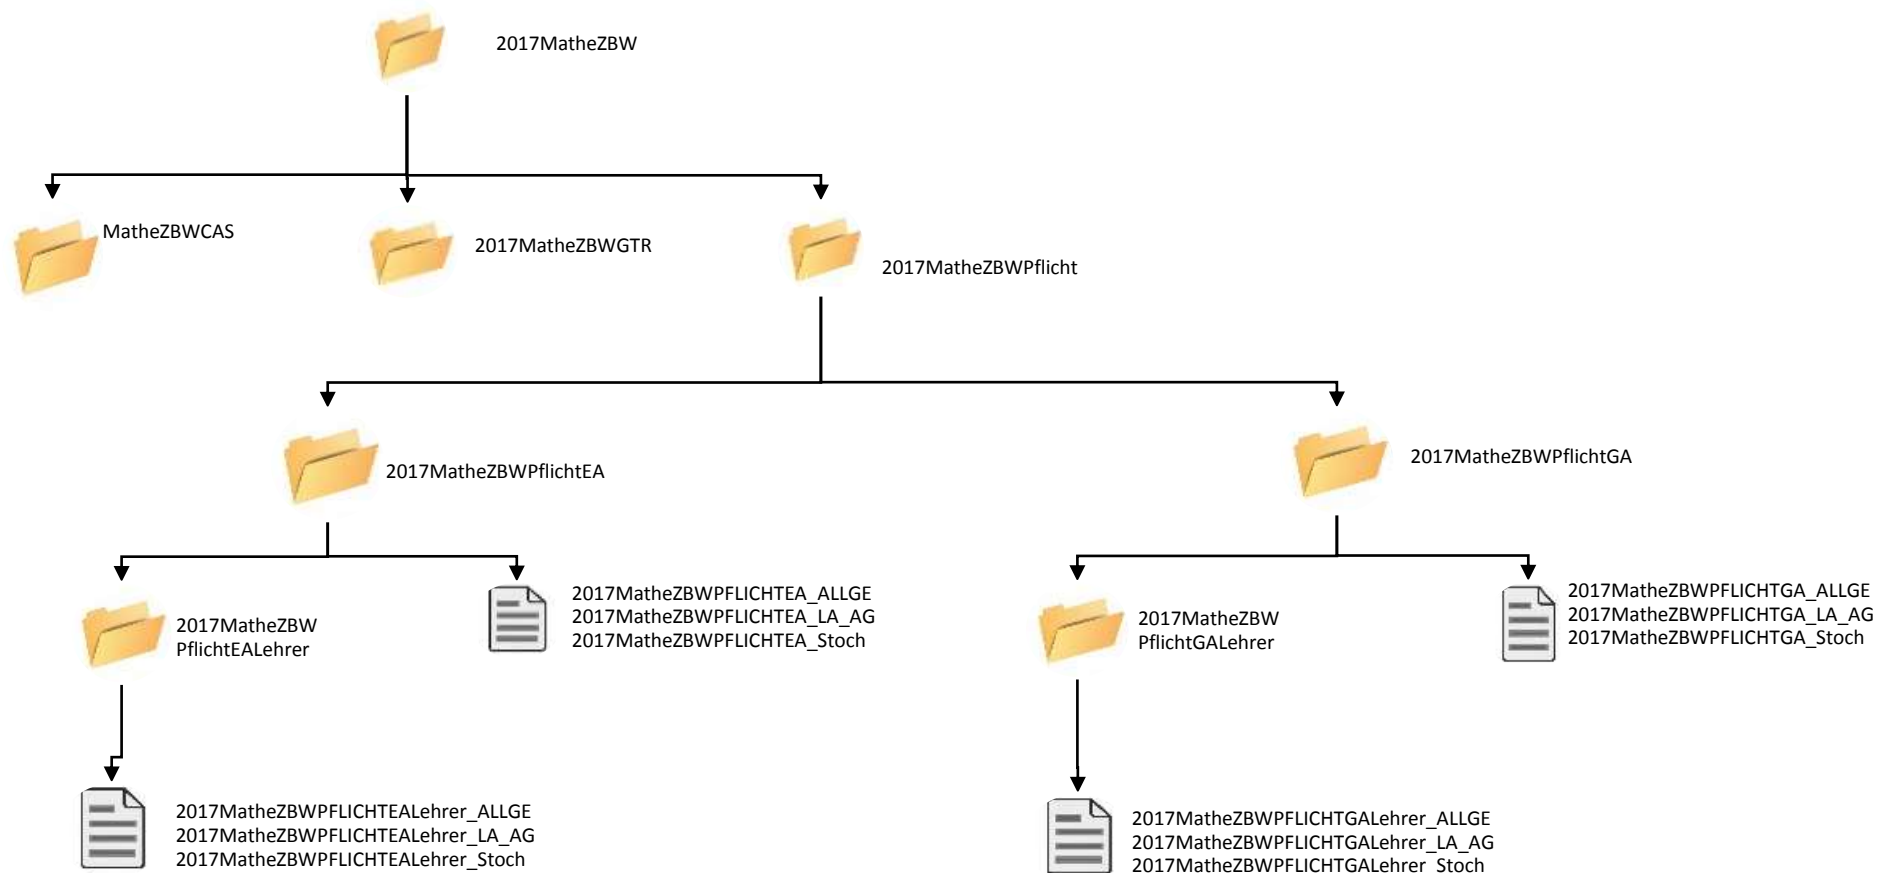 2017MatheZBW
MatheZBWCAS
2017MatheZBWGTR
2017MatheZBWPflicht
2017MatheZBWPflichtEA
2017MatheZBWPflichtGA
2017MatheZBW
PflichtEALehrer
2017MatheZBWPFLICHTEA_ALLGE
2017MatheZBWPFLICHTEA_LA_AG
2017MatheZBWPFLICHTEA_Stoch
2017MatheZBW
PflichtGALehrer
2017MatheZBWPFLICHTGA_ALLGE
2017MatheZBWPFLICHTGA_LA_AG
2017MatheZBWPFLICHTGA_Stoch
2017MatheZBWPFLICHTEALehrer_ALLGE
2017MatheZBWPFLICHTEALehrer_LA_AG
2017MatheZBWPFLICHTEALehrer_Stoch
2017MatheZBWPFLICHTGALehrer_ALLGE
2017MatheZBWPFLICHTGALehrer_LA_AG
2017MatheZBWPFLICHTGALehrer_Stoch